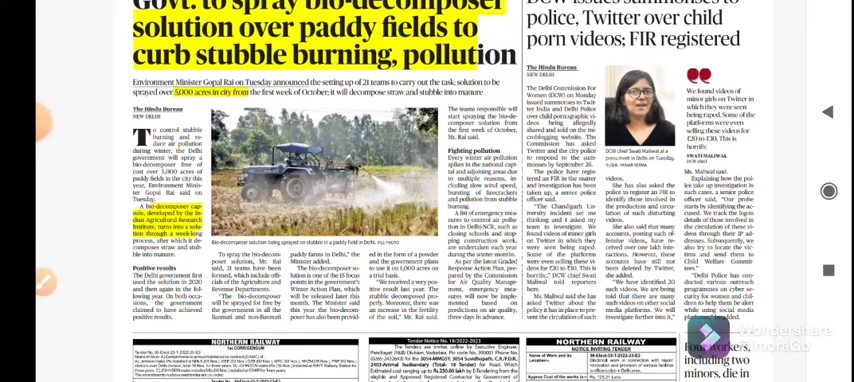 Govt. to spray bio-decomposer
solution over paddy fields to
curb stubble burning, pollution
Environment Minister Gopal Rai on Tuesday announced the setting up of 21 teams to carry out the task; solution to
be sprayed over 5,000 acres in city from the first week of October; it will decompose straw and stubble into manure
The Hindu Bureau
NEW DELHI
To control stubble
burning and re-
duce air pollution
during winter, the Delhi
government will spray a
bio-decomposer free of
cost over 5,000 acres of
paddy fields in the city this
year, Environment Minis-
ter Gopal Rai said on
Tuesday.
A bio-decomposer cap-
sule, developed by the In-
dian Agricultural Research
Institute, turns into a solu-
tion through a week-long
process, after which it de-
composes straw and stub-
ble into manure.
Positive results
The Delhi government first
used the solution in 2020
and then again in the fol-
lowing year. On both occa-
sions, the government
claimed to have achieved
positive results.
Bio-decomposer solution being sprayed on stubble in a paddy field in Delhi. FILE PHOTO
To spray the bio-decom-
poser solution, Mr. Rai
said, 21 teams have been
formed, which include offi-
cials of the Agriculture and
Revenue Departments.
"The bio-decomposer
will be sprayed for free by
the government in all the
Basmati and non-Basmati
paddy farms in Delhi," the
Minister added.
The bio-decomposer so-
lution is one of the 15 focus
points in the government's
Winter Action Plan, which
will be released later this
month. The Minister said
this year the bio-decompos-
er has also been provid-
ed in the form of a powder
and the government plans
to use it on 1,000 acres on
a trial basis.
"We received a very po-
sitive result last year. The
stubble decomposed pro-
perly. Moreover, there was
an increase in the fertility
of the soil," Mr. Rai said.
The teams responsible will
start spraying the bio-de-
composer solution from
the first week of October,
Mr. Rai said.
Fighting pollution
Every winter air pollution
spikes in the national capi-
tal and adjoining areas due
to multiple reasons, in-
cluding slow wind speed,
bursting of firecrackers
and pollution from stubble
burning.
A list of emergency mea-
sures to control air pollu-
tion in Delhi-NCR, such as
closing schools and stop-
ping construction work,
are undertaken each year
during the winter months.
As per the latest Graded
Response Action Plan, pre-
pared by the Commission
for Air Quality Manage-
ment, emergency mea-
sures will now be imple-
mented based on
predictions on air quality,
three days in advance.
DCW issues summonses to
police, Twitter over child
porn videos; FIR registered
The Hindu Bureau
NEW DELHI
The Delhi Commission For
Women (DCW) on Monday
issued summonses to Twit-
ter India and Delhi Police
over child pornographic vi-
deos being allegedly
shared and sold on the mi-
croblogging website. The
Commission has asked
Twitter and the city police
to respond to the sum-
monses by September 26.
The police have reg-
istered an FIR in the matter
and investigation has been
taken up, a senior police
officer said.
"The Chandigarh Un-
iversity incident set me
thinking and I asked my
team to investigate. We
found videos of minor girls
on Twitter in which they
were seen being raped.
Some of the platforms
were even selling these vi-
deos for ₹20 to ₹30. This is
horrific," DCW chief Swati
Maliwal told reporters
here.
Ms. Maliwal said she has
asked Twitter about the
policy it has in place to pre-
vent the circulation of such
DCW chief Swati Maliwal at a
press meet in Delhi on Tuesday.
videos.
She has also asked the
police to register an FIR to
identify those involved in
the production and circu-
lation of such disturbing
videos.
She also said that many
accounts, posting such of-
fensive videos, have re-
ceived over one lakh inte-
ractions. However, these
accounts have still not
been deleted by Twitter,
she added.
"We have identified 20
such videos. We are being
told that there are many
such videos on other social
media platforms. We will
investigate further into it,"
We found videos of
minor girls on Twitter in
which they were seen
being raped. Some of
the platforms were even
selling these videos for
₹20 to ₹30. This is
horrific
SWATI MALIWAL
DCW chief
Ms. Maliwal said.
Explaining how the pol-
ice take up investigation in
such cases, a senior police
officer said, "Our probe
starts by identifying the ac-
cused. We track the log-in
details of those involved in
the circulation of these vi-
deos through their IP ad-
dresses. Subsequently, we
also try to locate the vic-
tims and send them to
Child Welfare Commit-
tees."
"Delhi Police has con-
ducted various outreach
programmes on cyber se-
curity for women and chil-
dren to help them be alert
while using social media
added.
Wondershare
FilmoraGo
Four workers,
including two
minors, die in
NORTHERN RAILWAY
Tender Notice No. 18/2022-2023
NORTHERN RAILWAY
NOTICE INVITING TENDER